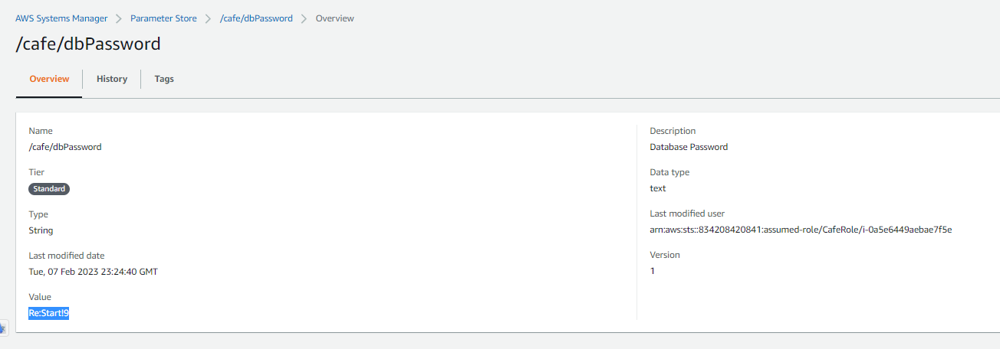 AWS Systems Manager > Parameter Store > /cafe/dbPassword > Overview
/cafe/dbPassword
Overview History Tags
Name
/cafe/dbPassword
Tier
Standard
Type
String
Last modified date
Tue, 07 Feb 2023 23:24:40 GMT
Value
Re:Start!9
Description
Database Password
Data type
text
Last modified user
arn:aws:sts::834208420841:assumed-role/CafeRole/i-0a5e6449aebae7f5e
Version
1